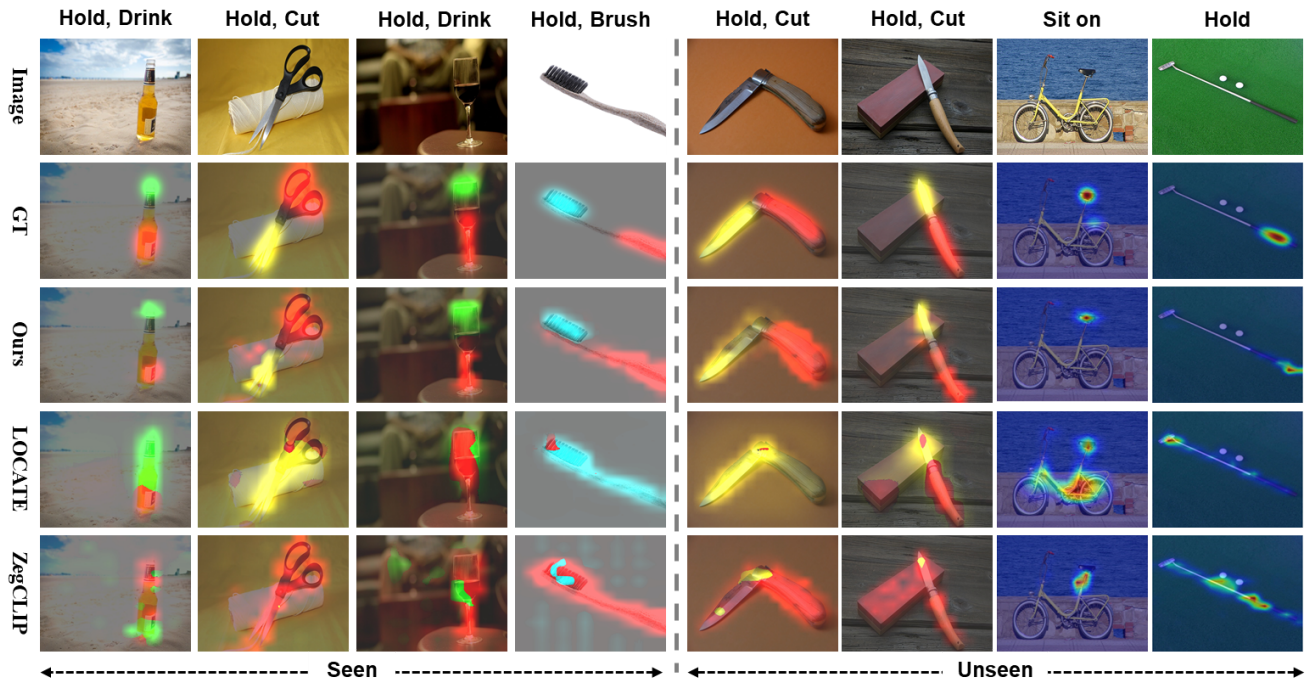 Hold, Drink Hold, Cut Hold, Drink Hold, Brush Hold, Cut Hold, Cut Sit on Hold
Image
GT
Ours
LOCATE
ZegCLIP
Seen Unseen